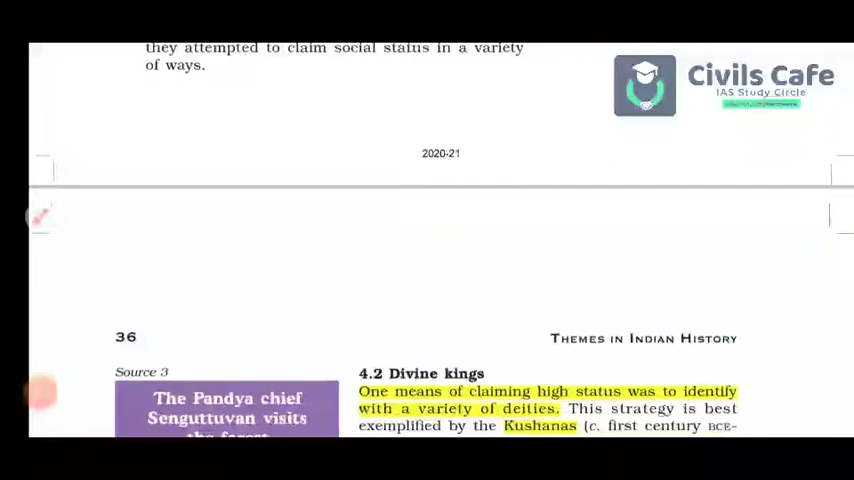 they attempted to claim social status in a variety
of ways.
Civils Cafe
IAS Study Circle
2020-21
36
THEMES IN INDIAN HISTORY
Source 3
The Pandya chief
Senguttuvan visits
the forest
4.2 Divine kings
One means of claiming high status was to identify
with a variety of deities. This strategy is best
exemplified by the Kushanas (c. first century BCE-